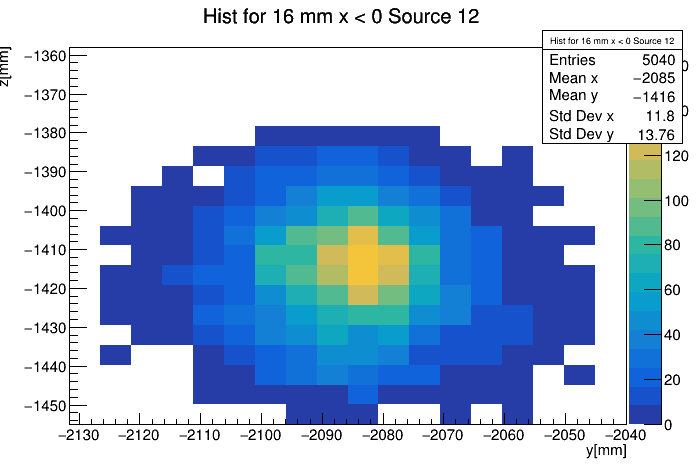 Hist for 16 mm x < 0 Source 12
Hist for 16 mm x < 0 Source 12
Entries 5040
Mean x −2085
Mean y −1416
Std Dev x 11.8
Std Dev y 13.76
z[mm]
−1360
−1370
−1380
−1390
−1400
−1410
−1420
−1430
−1440
−1450
−2130 −2120 −2110 −2100 −2090 −2080 −2070 −2060 −2050 −2040
y[mm]
120
100
80
60
40
20
0